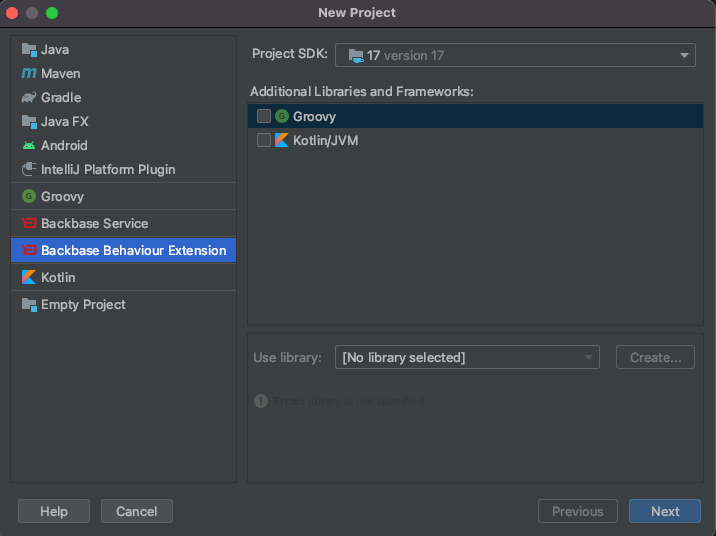 New Project
Java
Maven
Gradle
Java FX
Android
IntelliJ Platform Plugin
Groovy
Backbase Service
Backbase Behaviour Extension
Kotlin
Empty Project
Project SDK: 17 version 17
Additional Libraries and Frameworks:
Groovy
Kotlin/JVM
Use library: [No library selected] Create...
Error: library is not specified
Help Cancel Previous Next